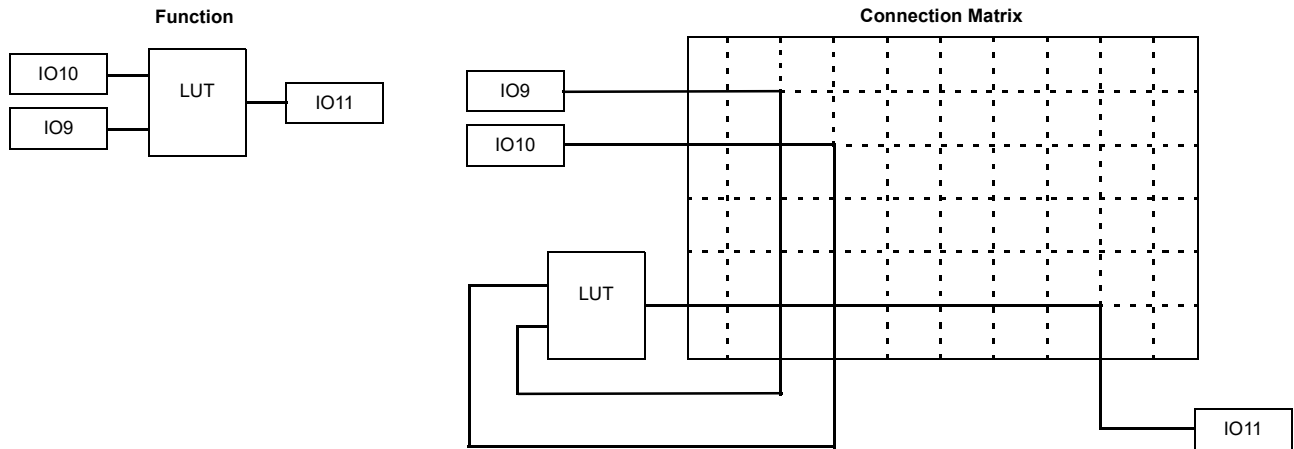 Function
IO10
IO9
LUT
IO11
Connection Matrix
IO9
IO10
LUT
IO11